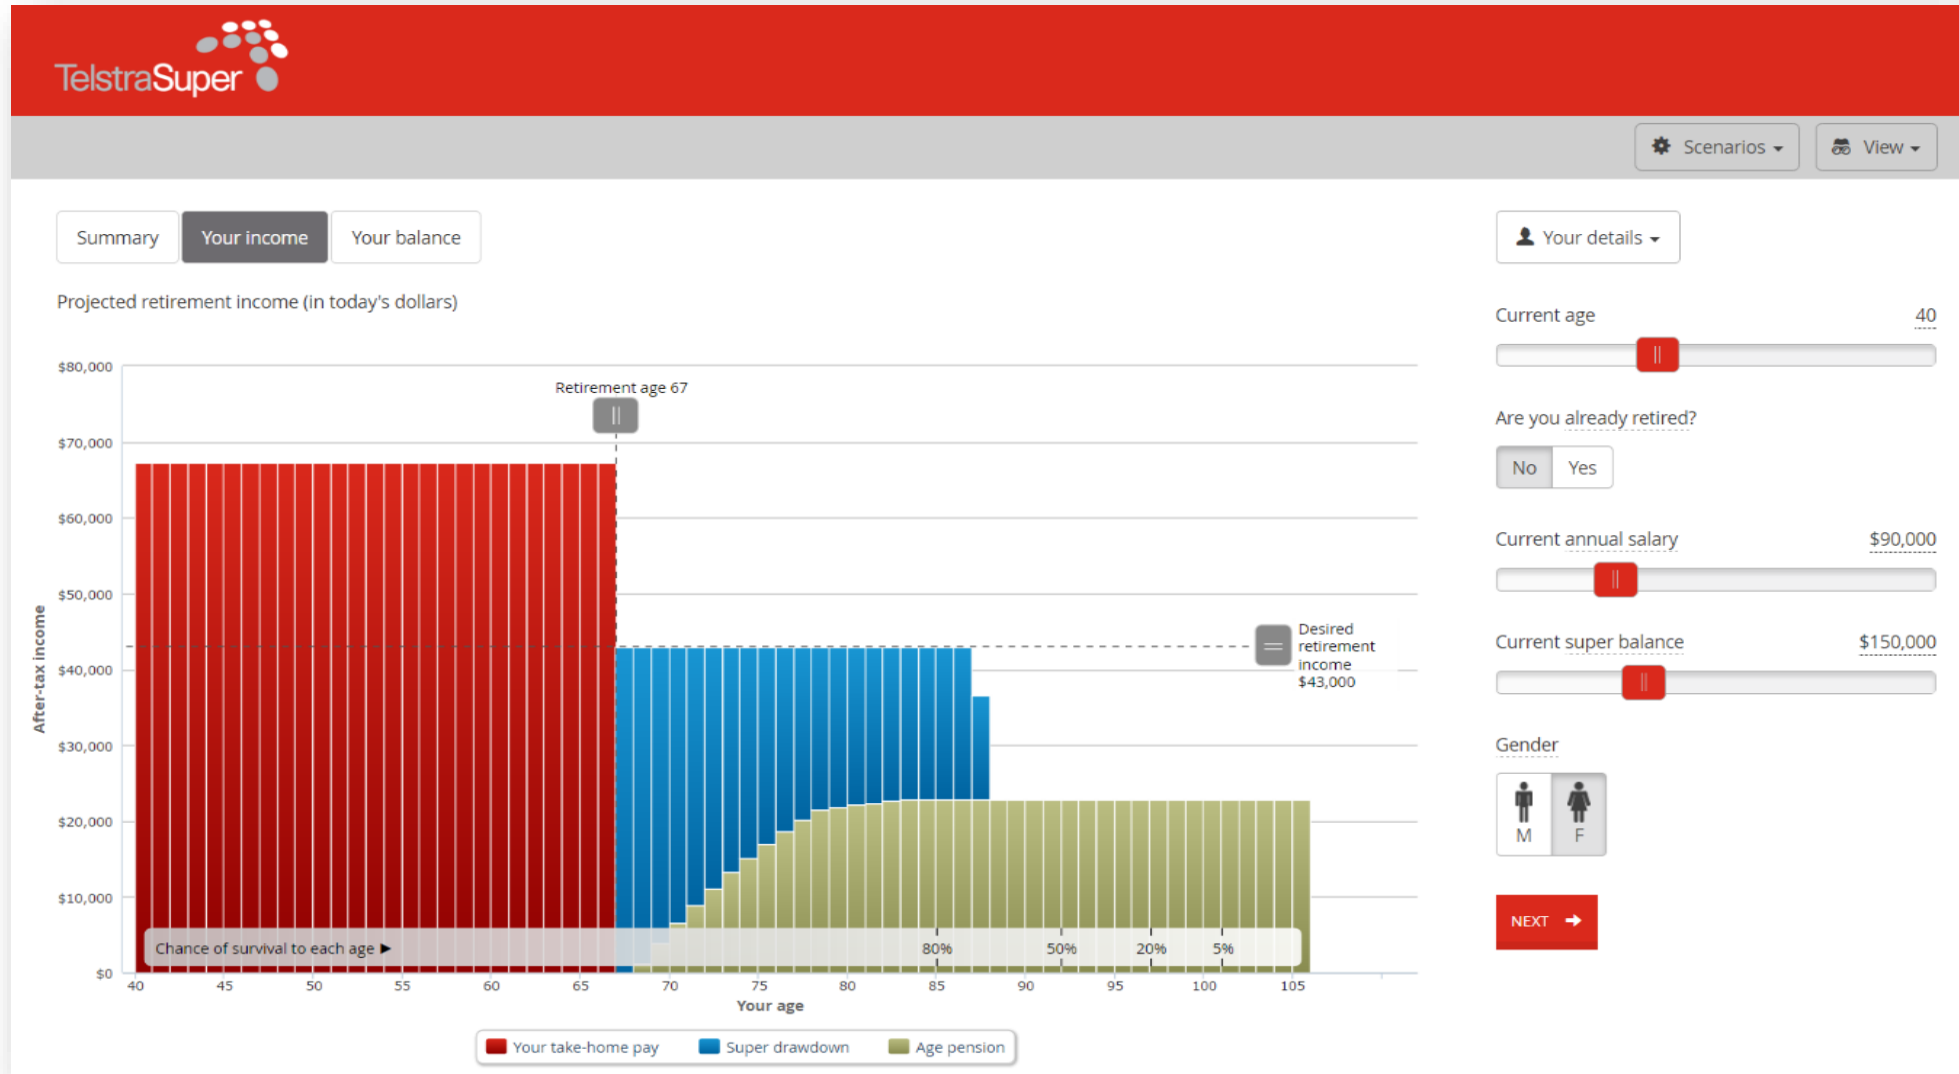 TelstraSuper
Scenarios
View
Summary
Your income
Your balance
Your details
Projected retirement income (in today's dollars)
Current age
40
Are you already retired?
No
Yes
Current annual salary
$90,000
Current super balance
$150,000
Gender
M
F
NEXT
$80,000
$70,000
$60,000
$50,000
$40,000
$30,000
$20,000
$10,000
$0
After-tax income
Retirement age 67
Desired
retirement
income
$43,000
Chance of survival to each age
80%
50%
20%
5%
40
45
50
55
60
65
70
75
80
85
90
95
100
105
Your age
Your take-home pay
Super drawdown
Age pension